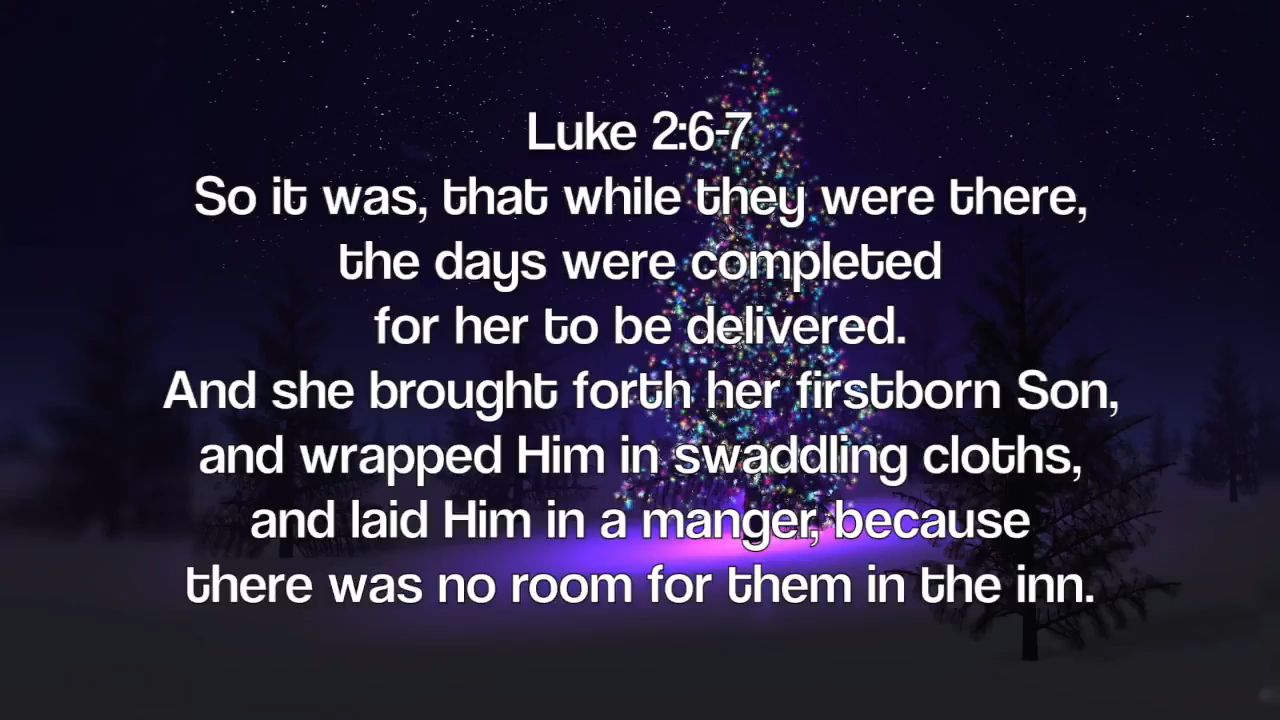 Luke 2:6-7
So it was, that while they were there,
the days were completed
for her to be delivered.
And she brought forth her firstborn Son,
and wrapped Him in swaddling cloths,
and laid Him in a manger, because
there was no room for them in the inn.